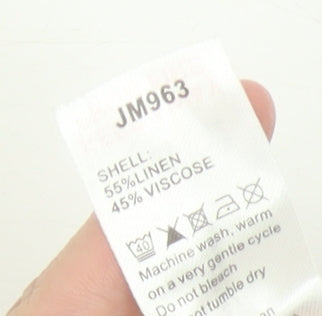 JM963
SHELL:
55%LINEN
45% VISCOSE
40
Machine wash, warm
on a very gentle cycle
Do not bleach
not tumble dry